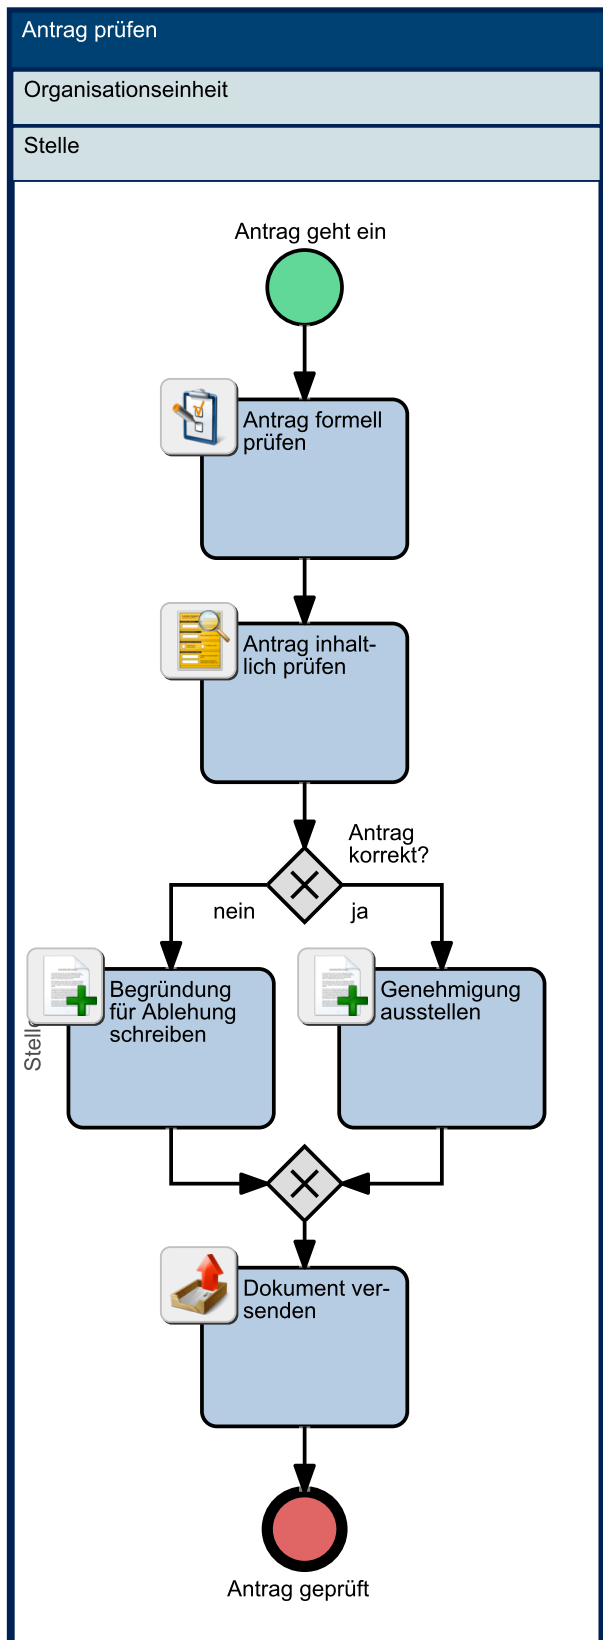 Antrag prüfen
Organisationseinheit
Stelle
Antrag geht ein
Antrag formell
prüfen
Antrag inhalt-
lich prüfen
Antrag
korrekt?
nein
ja
Begründung
für Ablehung
schreiben
Genehmigung
ausstellen
Stelle
Dokument ver-
senden
Antrag geprüft